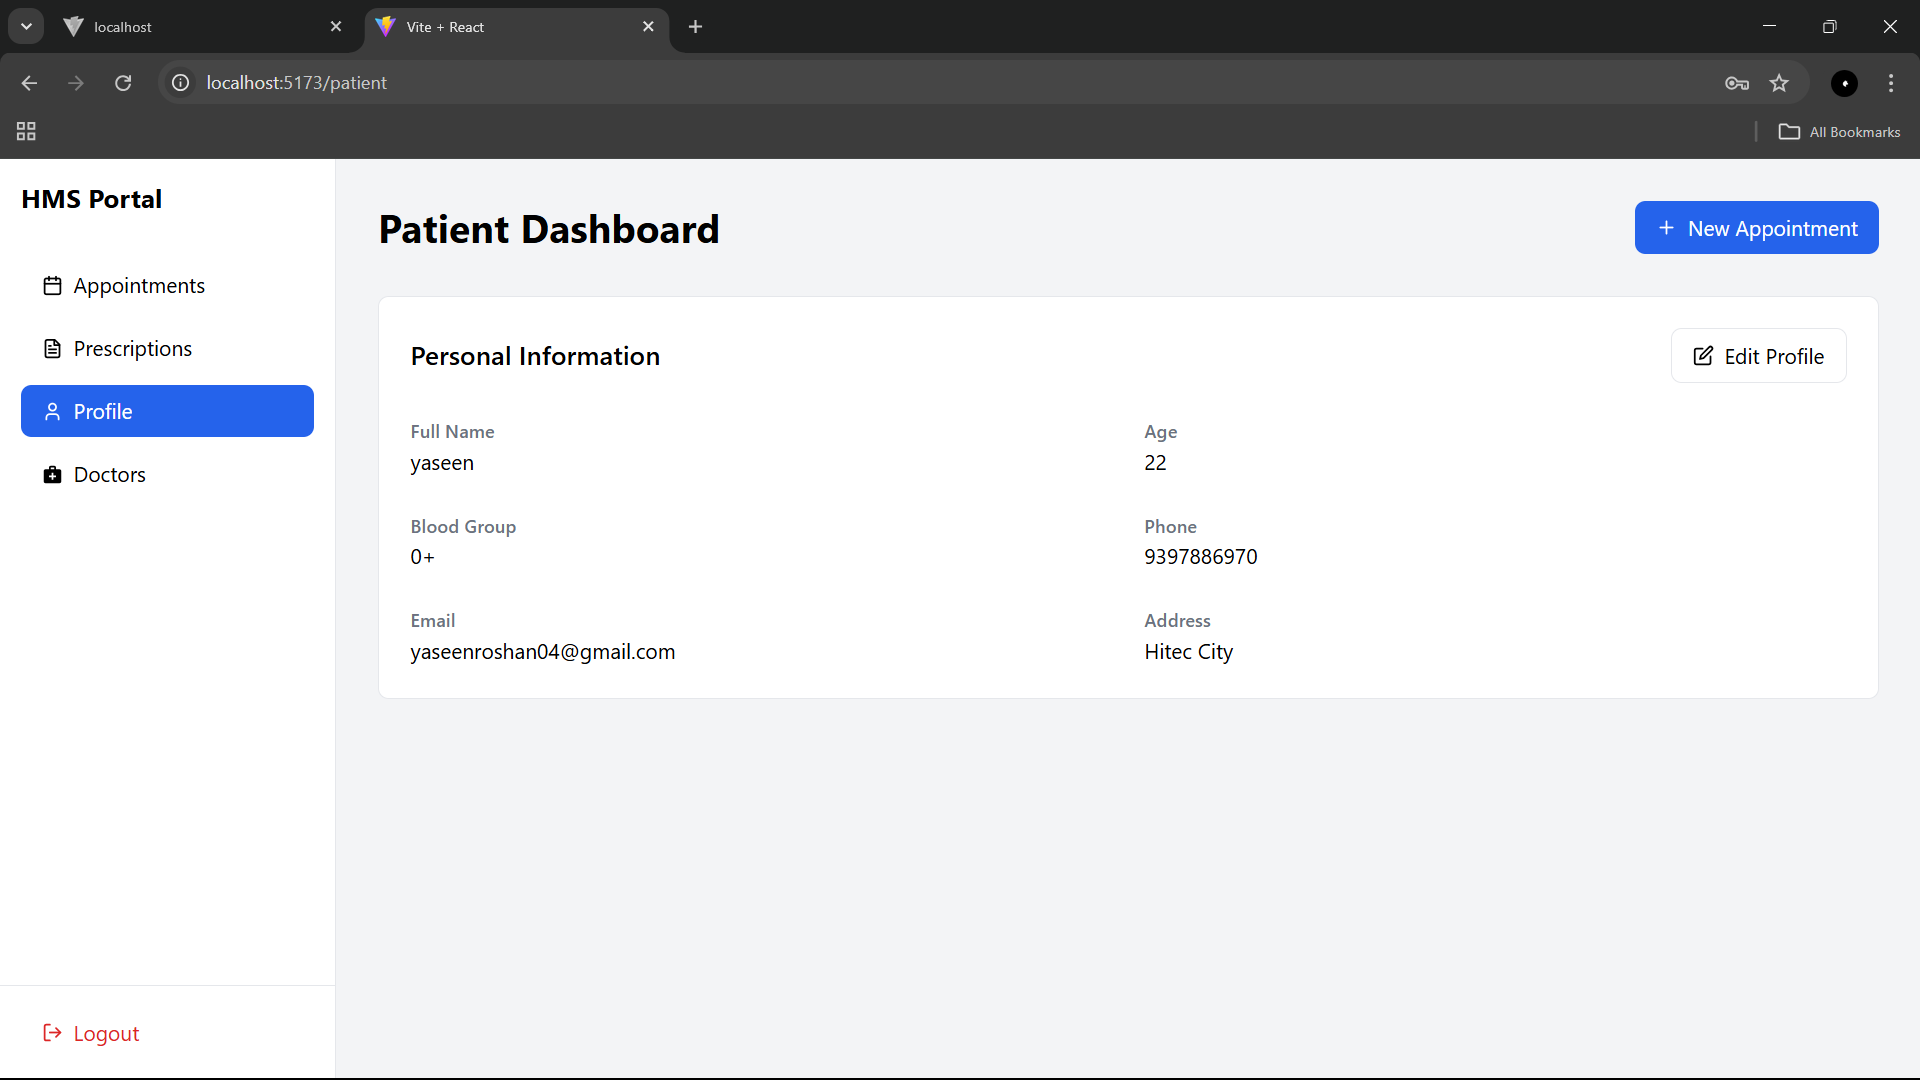 localhost
Vite + React
localhost:5173/patient
All Bookmarks
HMS Portal
Appointments
Prescriptions
Profile
Doctors
Logout
Patient Dashboard
+ New Appointment
Personal Information
Edit Profile
Full Name
yaseen
Age
22
Blood Group
0+
Phone
9397886970
Email
yaseenroshan04@gmail.com
Address
Hitec City